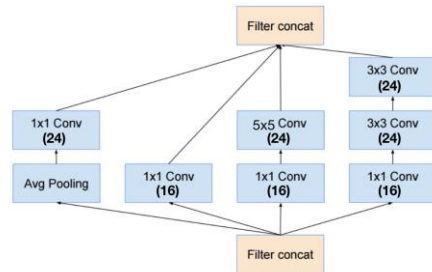 Filter concat
3x3 Conv
(24)
1x1 Conv
(24)
5x5 Conv
(24)
3x3 Conv
(24)
Avg Pooling
1x1 Conv
(16)
1x1 Conv
(16)
1x1 Conv
(16)
Filter concat